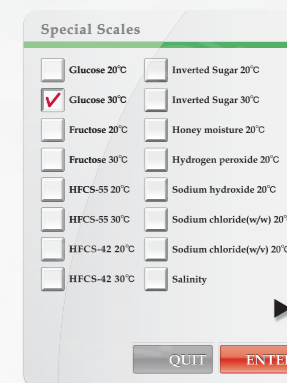 Special Scales
Glucose 20℃ Inverted Sugar 20℃
Glucose 30℃ Inverted Sugar 30℃
Fructose 20℃ Honey moisture 20℃
Fructose 30℃ Hydrogen peroxide 20℃
HFCS-55 20℃ Sodium hydroxide 20℃
HFCS-55 30℃ Sodium chloride(w/w) 20℃
HFCS-42 20℃ Sodium chloride(w/v) 20℃
HFCS-42 30℃ Salinity
QUIT ENTE